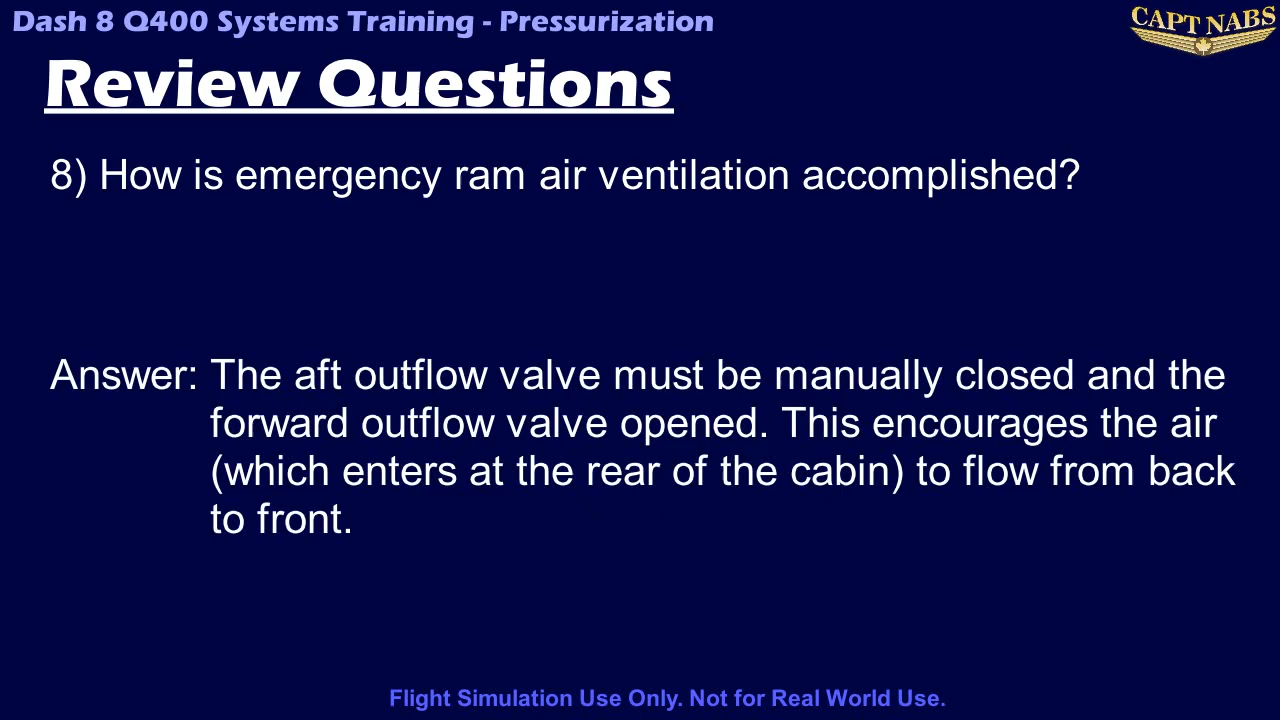 Dash 8 Q400 Systems Training - Pressurization
CAPT NABS
Review Questions
8) How is emergency ram air ventilation accomplished?
Answer: The aft outflow valve must be manually closed and the
forward outflow valve opened. This encourages the air
(which enters at the rear of the cabin) to flow from back
to front.
Flight Simulation Use Only. Not for Real World Use.